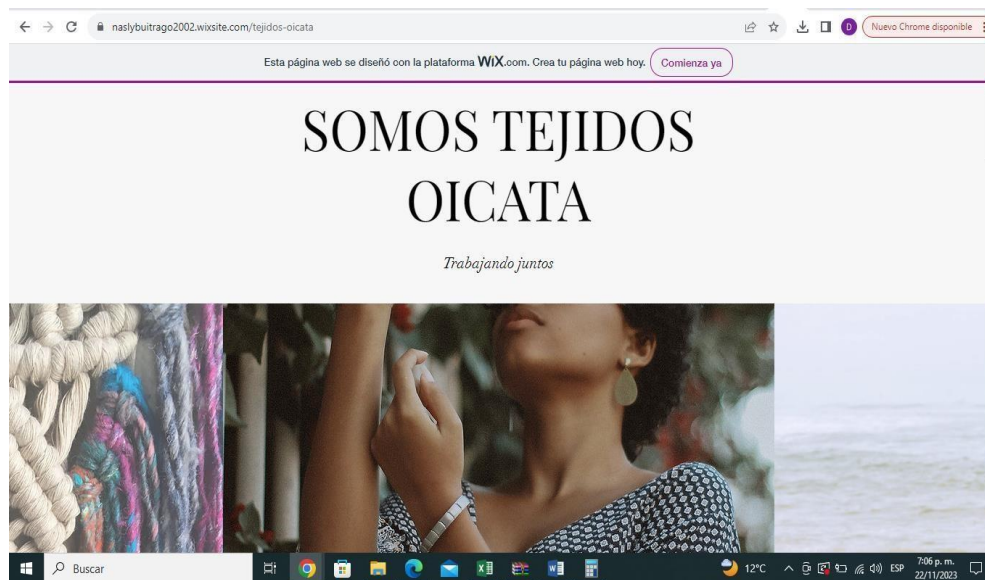 naslybuitrago2002.wixsite.com/tejidos-oicata
D
Nuevo Chrome disponible
Esta página web se diseñó con la plataforma WiX.com. Crea tu página web hoy.
Comienza ya
SOMOS TEJIDOS
OICATA
Trabajando juntos
Buscar
12°C
ESP
7:06 p. m.
22/11/2023